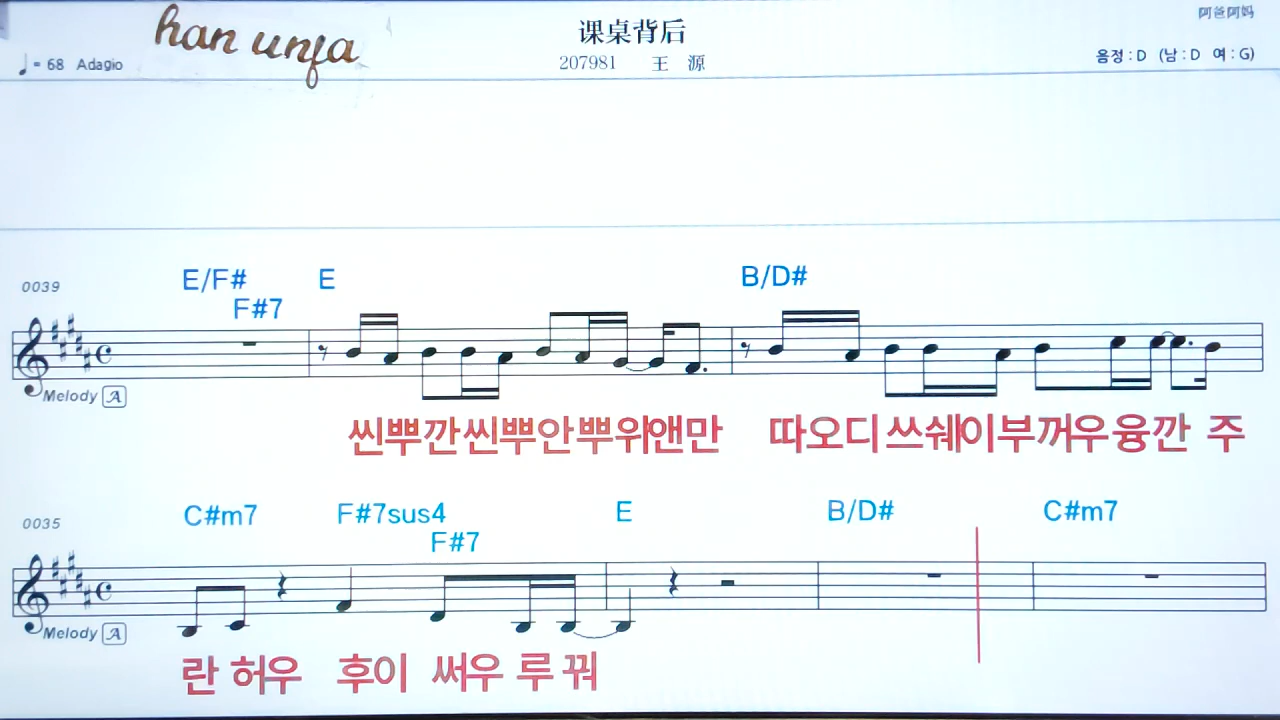 han unja
课桌背后
阿爸阿妈
♩= 68 Adagio
207981 王 源
음정 : D (남 : D 여 : G)
0039
E/F# E B/D#
F#7
Melody A
씬뿌깐씬뿌안뿌위앤만 따오디쓰쉐이부꺼우융깐 주
0035
C#m7 F#7sus4 E B/D# C#m7
F#7
Melody A
란 허우 후이 써우 루 꿔